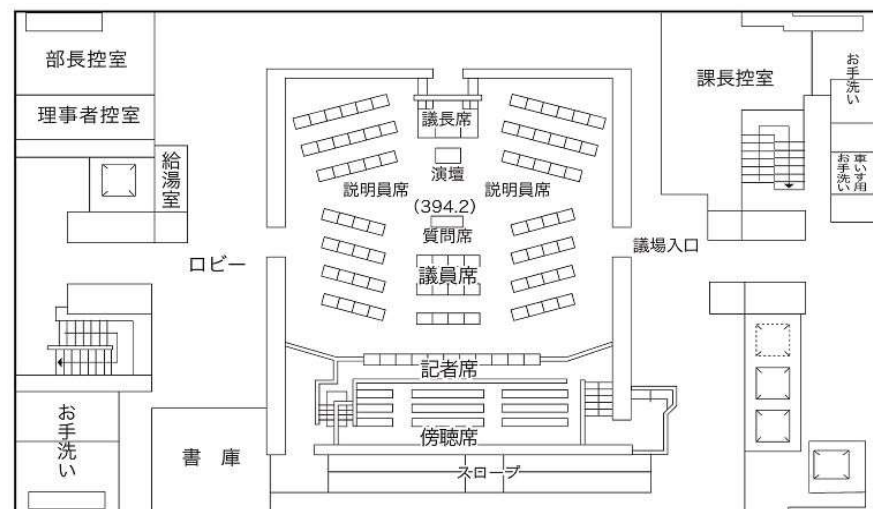 部長控室
理事者控室
給湯室
ロビー
お手洗い
書 庫
議長席
演壇
説明員席
説明員席
(394.2)
質問席
議員席
記者席
傍聴席
スロープ
課長控室
お手洗い
車いす用
お手洗い
議場入口